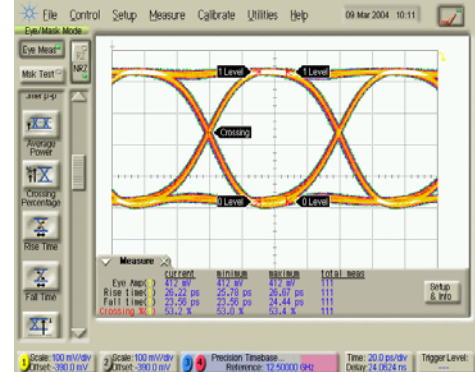 File Control Setup Measure Calibrate Utilities Help 09 Mar 2004 10:11
Eye/Mask Mode
Eye Meas
NRZ
Msk Test
1 Level 1 Level
Crossing
0 Level 0 Level
Average
Power
Crossing
Percentage
Rise Time
Fall Time
Measure
current minimum maximum total meas
Eye Amp( ) 412 mV 412 mV 412 mV 111
Rise time( ) 26.22 ps 25.78 ps 26.67 ps 111
Fall time( ) 23.56 ps 23.56 ps 24.44 ps 111
Crossing %( ) 53.2 % 53.0 % 53.4 % 111
Setup
& Info
1 Scale: 100 mV/div 2 Scale: 100 mV/div 3 4 Precision Timebase... Time: 20.0 ps/div Trigger Level:
Offset: -390.0 mV Offset: -390.0 mV Reference: 12.50000 GHz Delay: 24.0624 ns ---